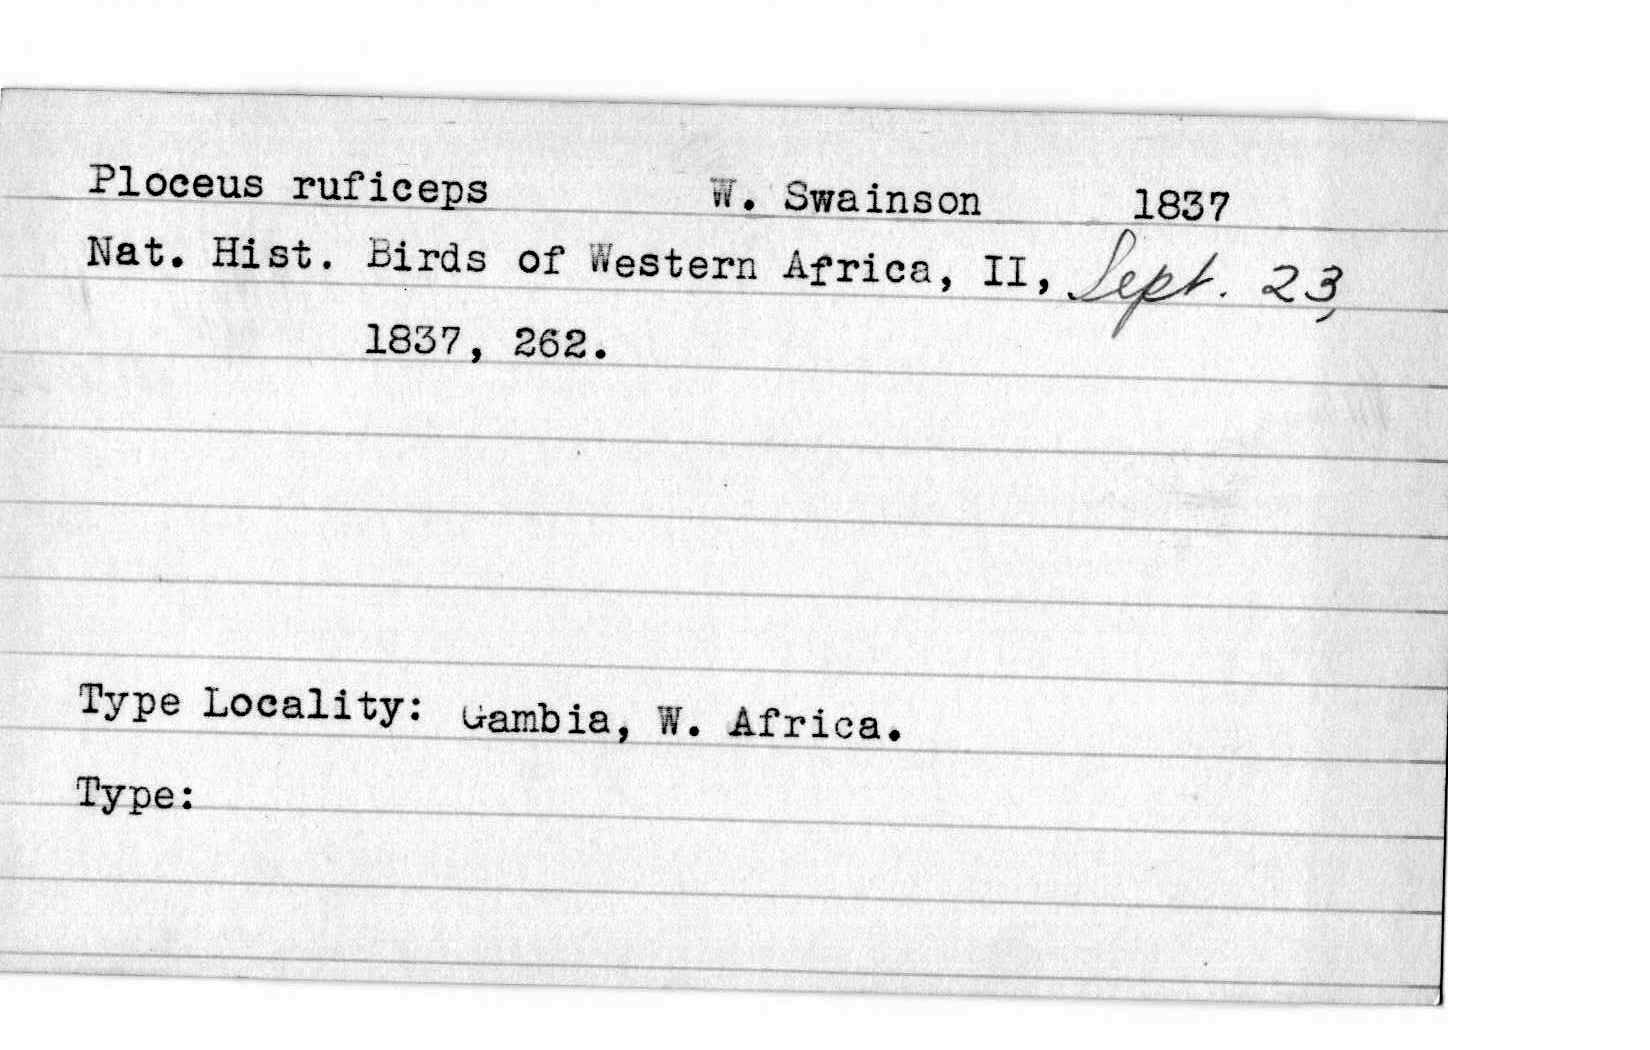 Ploceus ruficeps W. Swainson 1837
Nat. Hist. Birds of Western Africa, II, Sept. 23,
1837, 262.
Type Locality: Gambia, W. Africa.
Type: